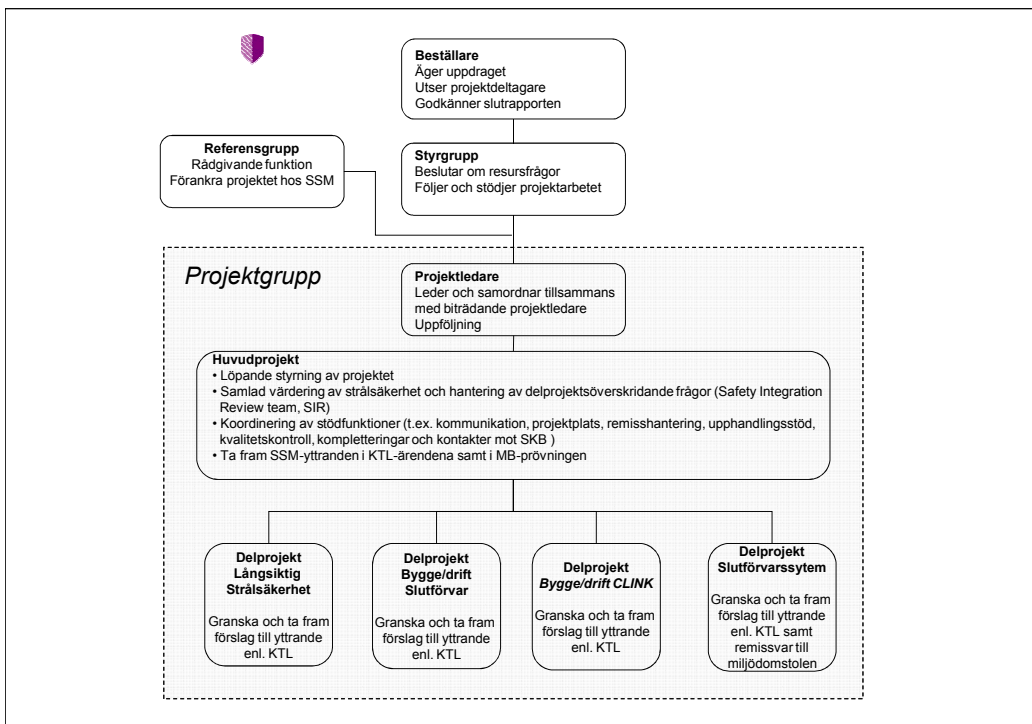 Beställare
Äger uppdraget
Utser projektdeltagare
Godkänner slutrapporten
Referensgrupp
Rådgivande funktion
Förankra projektet hos SSM
Styrgrupp
Beslutar om resursfrågor
Följer och stödjer projektarbetet
Projektgrupp
Projektledare
Leder och samordnar tillsammans
med biträdande projektledare
Uppföljning
Huvudprojekt
• Löpande styrning av projektet
• Samlad värdering av strålsäkerhet och hantering av delprojektsöverskridande frågor (Safety Integration
Review team, SIR)
• Koordinering av stödfunktioner (t.ex. kommunikation, projektplats, remisshantering, upphandlingsstöd,
kvalitetskontroll, kompletteringar och kontakter mot SKB )
• Ta fram SSM-yttranden i KTL-ärendena samt i MB-prövningen
Delprojekt
Långsiktig
Strålsäkerhet
Granska och ta fram
förslag till yttrande
enl. KTL
Delprojekt
Bygge/drift
Slutförvar
Granska och ta fram
förslag till yttrande
enl. KTL
Delprojekt
Bygge/drift CLINK
Granska och ta fram
förslag till yttrande
enl. KTL
Delprojekt
Slutförvarssytem
Granska och ta fram
förslag till yttrande
enl. KTL samt
remissvar till
miljödomstolen